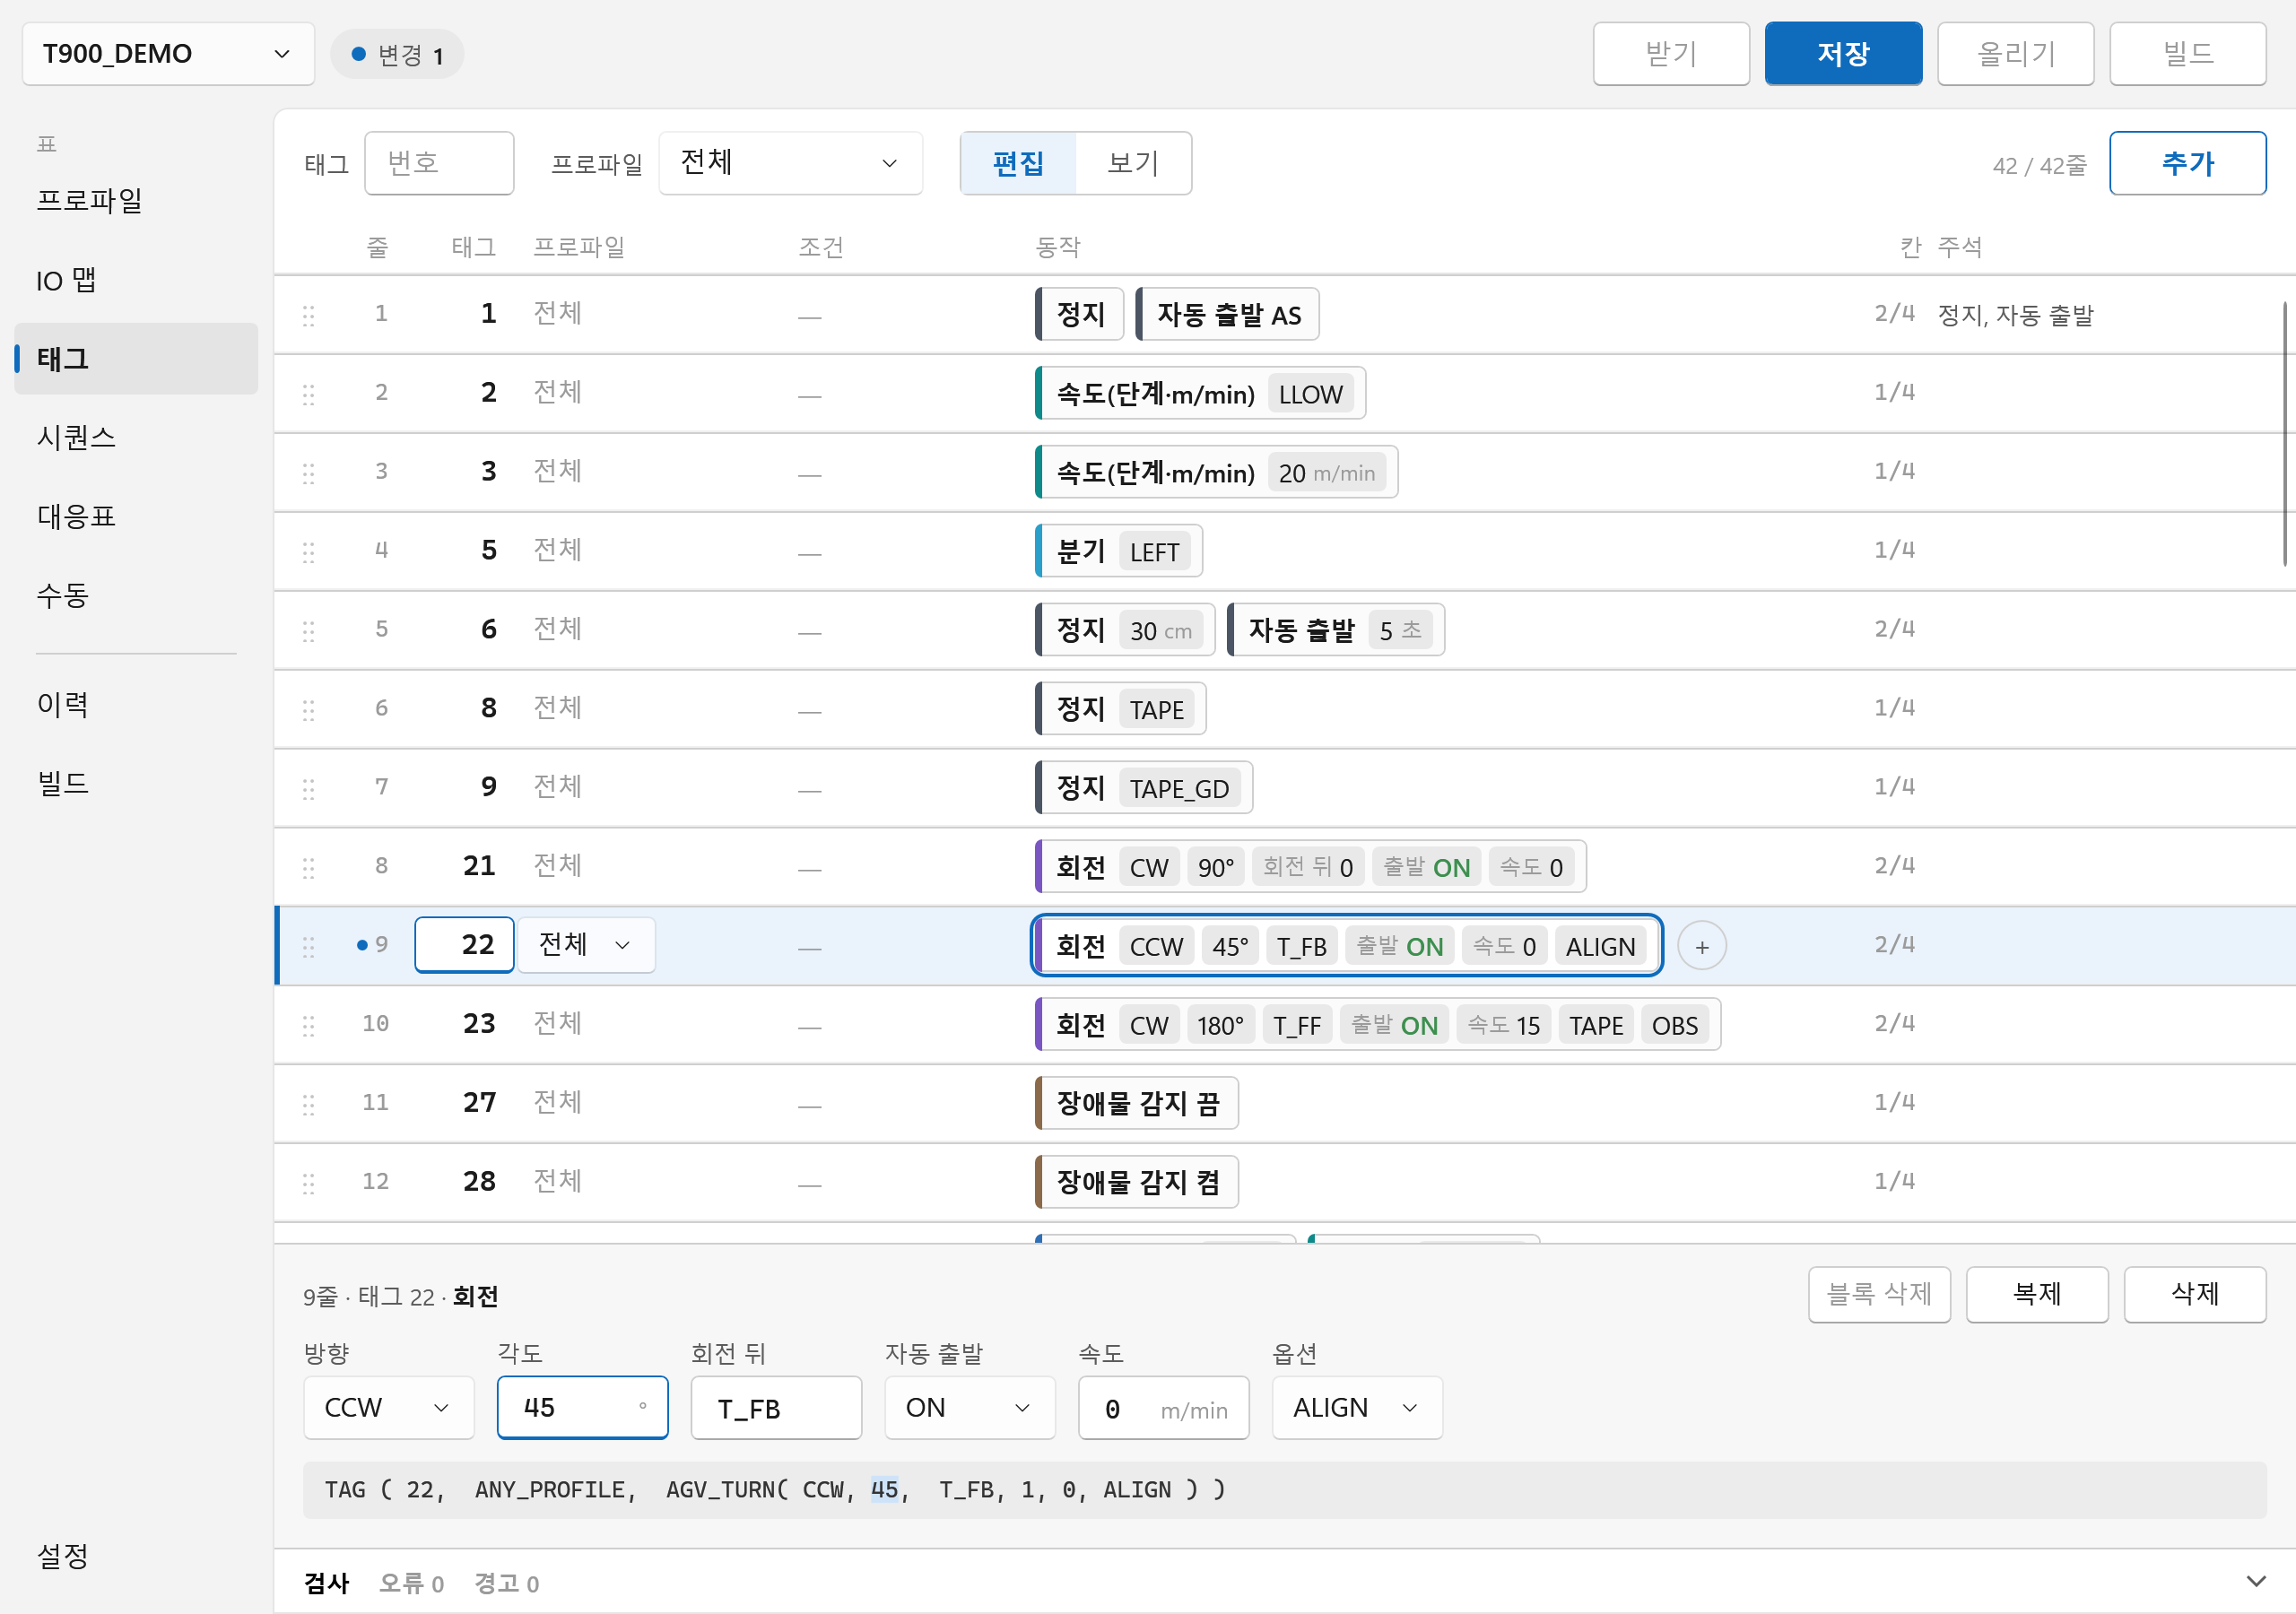 T900_DEMO 변경 1 받기 저장 올리기 빌드
표
프로파일
IO 맵
태그
시퀀스
대응표
수동
이력
빌드
설정
태그 번호 프로파일 전체 편집 보기 42 / 42줄 추가
줄 태그 프로파일 조건 동작 칸 주석
1 1 전체 — 정지 자동 출발 AS 2/4 정지, 자동 출발
2 2 전체 — 속도(단계·m/min) LLOW 1/4
3 3 전체 — 속도(단계·m/min) 20 m/min 1/4
4 5 전체 — 분기 LEFT 1/4
5 6 전체 — 정지 30 cm 자동 출발 5 초 2/4
6 8 전체 — 정지 TAPE 1/4
7 9 전체 — 정지 TAPE_GD 1/4
8 21 전체 — 회전 CW 90° 회전 뒤 0 출발 ON 속도 0 2/4
9 22 전체 — 회전 CCW 45° T_FB 출발 ON 속도 0 ALIGN + 2/4
10 23 전체 — 회전 CW 180° T_FF 출발 ON 속도 15 TAPE OBS 2/4
11 27 전체 — 장애물 감지 끔 1/4
12 28 전체 — 장애물 감지 켬 1/4
9줄 · 태그 22 · 회전 블록 삭제 복제 삭제
방향 각도 회전 뒤 자동 출발 속도 옵션
CCW 45 ° T_FB ON 0 m/min ALIGN
TAG ( 22, ANY_PROFILE, AGV_TURN( CCW, 45, T_FB, 1, 0, ALIGN ) )
검사 오류 0 경고 0